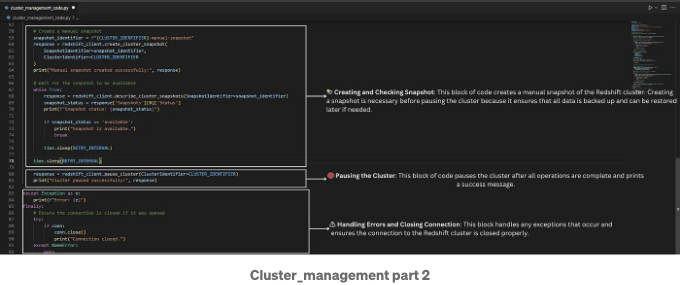 cluster_management_code.py
cluster_management_code.py > ...
# Create a manual snapshot
snapshot_identifier = f"{CLUSTER_IDENTIFIER}-manual-snapshot"
response = redshift_client.create_cluster_snapshot(
SnapshotIdentifier=snapshot_identifier,
ClusterIdentifier=CLUSTER_IDENTIFIER
)
print("Manual snapshot created successfully:", response)
# Wait for the snapshot to be available
while True:
response = redshift_client.describe_cluster_snapshots(SnapshotIdentifier=snapshot_identifier)
snapshot_status = response['Snapshots'][0]['Status']
print(f"Snapshot status: {snapshot_status}")
if snapshot_status == 'available':
print("Snapshot is available.")
break
time.sleep(RETRY_INTERVAL)
78 time.sleep(RETRY_INTERVAL)
Creating and Checking Snapshot: This block of code creates a manual snapshot of the Redshift cluster. Creating
a snapshot is necessary before pausing the cluster because it ensures that all data is backed up and can be restored
later if needed.
response = redshift_client.pause_cluster(ClusterIdentifier=CLUSTER_IDENTIFIER)
print("Cluster paused successfully:", response)
Pausing the Cluster: This block of code pauses the cluster after all operations are complete and prints
a success message.
except Exception as e:
print(f"Error: {e}")
finally:
# Ensure the connection is closed if it was opened
try:
if conn:
conn.close()
print("Connection closed.")
except NameError:
Handling Errors and Closing Connection: This block handles any exceptions that occur and
ensures the connection to the Redshift cluster is closed properly.
Cluster_management part 2